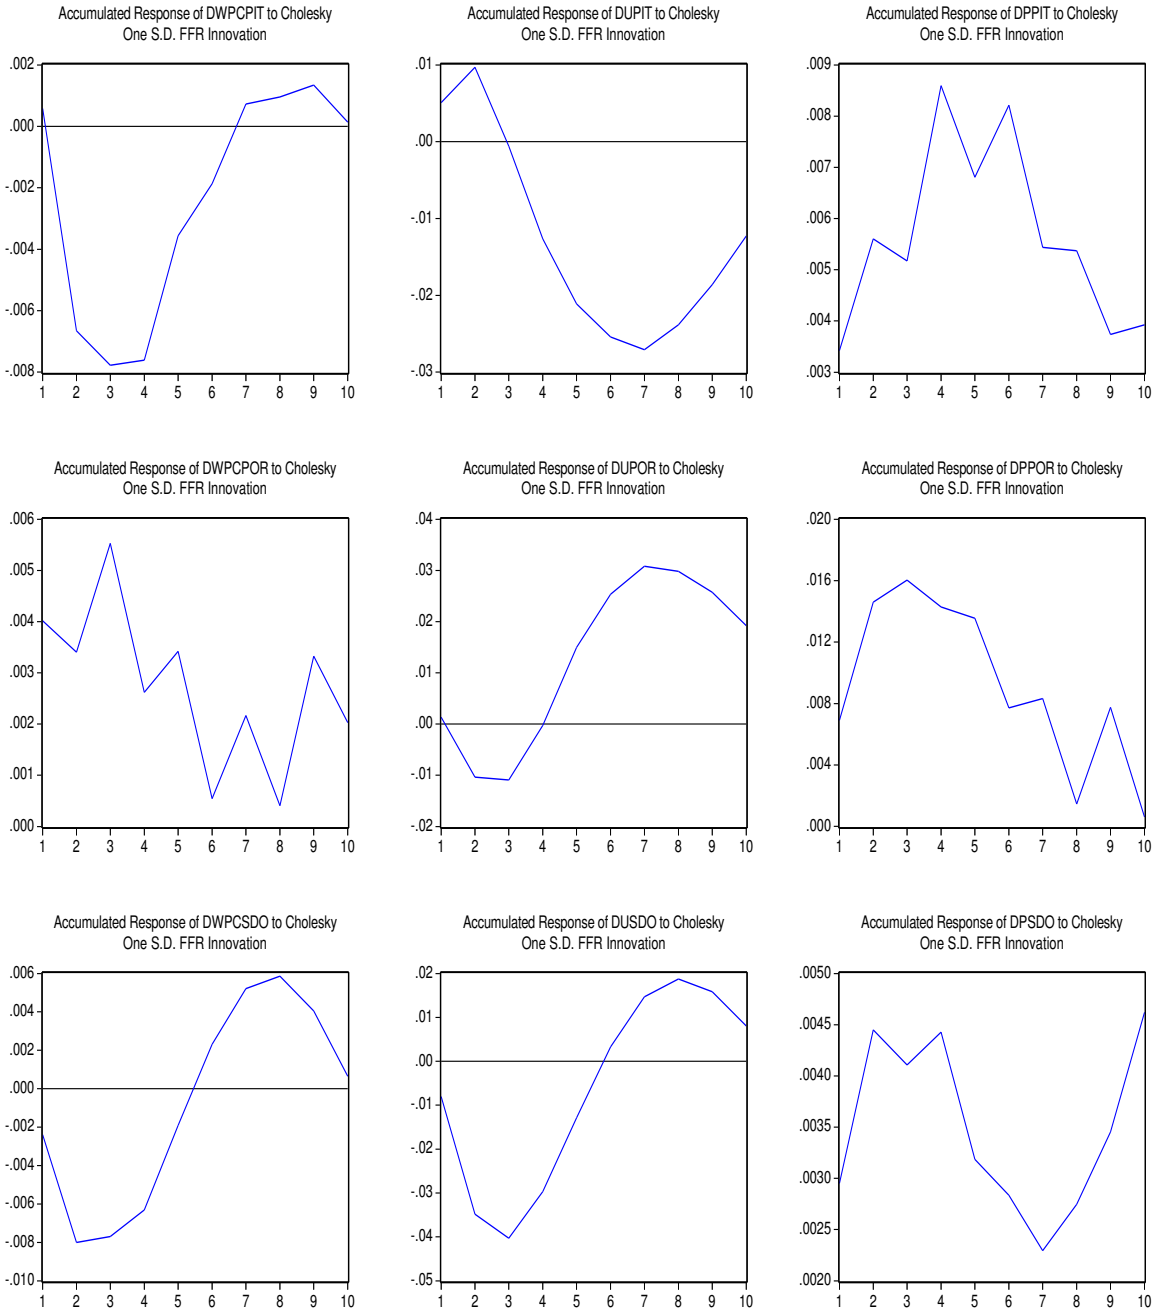 Accumulated Response of DWPCPIT to Cholesky
One S.D. FFR Innovation
.002
.000
-.002
-.004
-.006
-.008
1 2 3 4 5 6 7 8 9 10
Accumulated Response of DUPIT to Cholesky
One S.D. FFR Innovation
.01
.00
-.01
-.02
-.03
1 2 3 4 5 6 7 8 9 10
Accumulated Response of DPPIT to Cholesky
One S.D. FFR Innovation
.009
.008
.007
.006
.005
.004
.003
1 2 3 4 5 6 7 8 9 10
Accumulated Response of DWPCPOR to Cholesky
One S.D. FFR Innovation
.006
.005
.004
.003
.002
.001
.000
1 2 3 4 5 6 7 8 9 10
Accumulated Response of DUPOR to Cholesky
One S.D. FFR Innovation
.04
.03
.02
.01
.00
-.01
-.02
1 2 3 4 5 6 7 8 9 10
Accumulated Response of DPPOR to Cholesky
One S.D. FFR Innovation
.020
.016
.012
.008
.004
.000
1 2 3 4 5 6 7 8 9 10
Accumulated Response of DWPCSDO to Cholesky
One S.D. FFR Innovation
.006
.004
.002
.000
-.002
-.004
-.006
-.008
-.010
1 2 3 4 5 6 7 8 9 10
Accumulated Response of DUSDO to Cholesky
One S.D. FFR Innovation
.02
.01
.00
-.01
-.02
-.03
-.04
-.05
1 2 3 4 5 6 7 8 9 10
Accumulated Response of DPSDO to Cholesky
One S.D. FFR Innovation
.0050
.0045
.0040
.0035
.0030
.0025
.0020
1 2 3 4 5 6 7 8 9 10